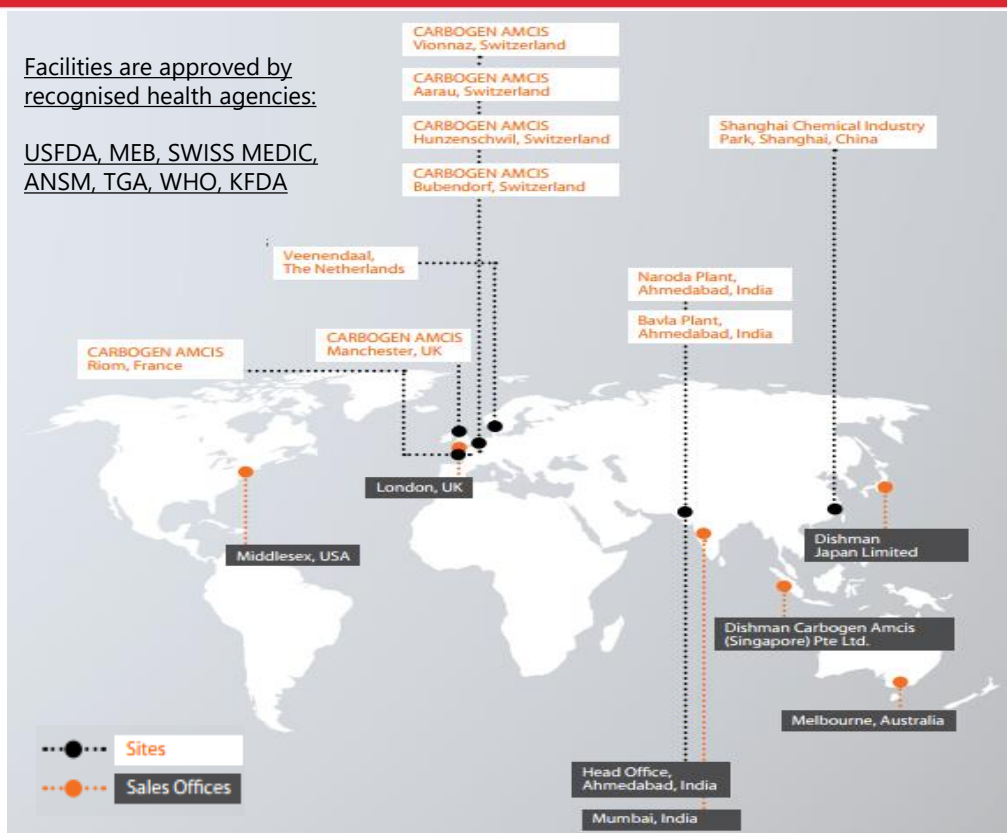 Facilities are approved by
recognised health agencies:
USFDA, MEB, SWISS MEDIC,
ANSM, TGA, WHO, KFDA
CARBOGEN AMCIS
Vionnaz, Switzerland
CARBOGEN AMCIS
Aarau, Switzerland
CARBOGEN AMCIS
Hunzenschwil, Switzerland
CARBOGEN AMCIS
Bubendorf, Switzerland
Shanghai Chemical Industry
Park, Shanghai, China
Veenendaal,
The Netherlands
Naroda Plant,
Ahmedabad, India
Bavla Plant,
Ahmedabad, India
CARBOGEN AMCIS
Manchester, UK
CARBOGEN AMCIS
Riom, France
London, UK
Middlesex, USA
Dishman
Japan Limited
Dishman Carbogen Amcis
(Singapore) Pte Ltd.
Melbourne, Australia
Sites
Sales Offices
Head Office,
Ahmedabad, India
Mumbai, India